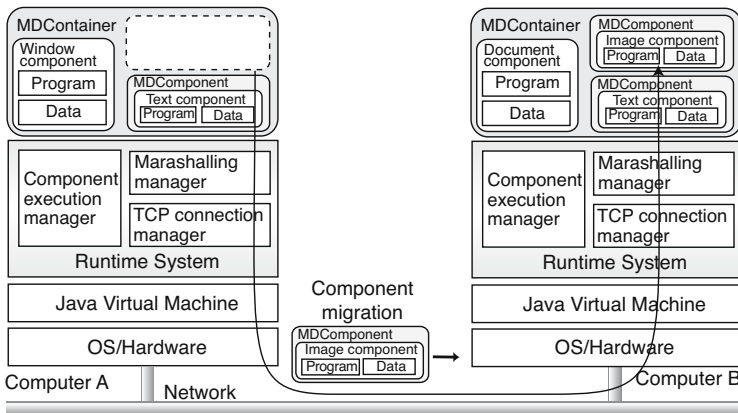 MDContainer
Window
component
Program
Data
MDComponent
Text component
Program Data
Component
execution
manager
Marashalling
manager
TCP connection
manager
Runtime System
Java Virtual Machine
OS/Hardware
Computer A
Network
Component
migration
MDComponent
Image component
Program Data
MDContainer
Document
component
Program
Data
MDComponent
Image component
Program Data
MDComponent
Text component
Program Data
Component
execution
manager
Marashalling
manager
TCP connection
manager
Runtime System
Java Virtual Machine
OS/Hardware
Computer B